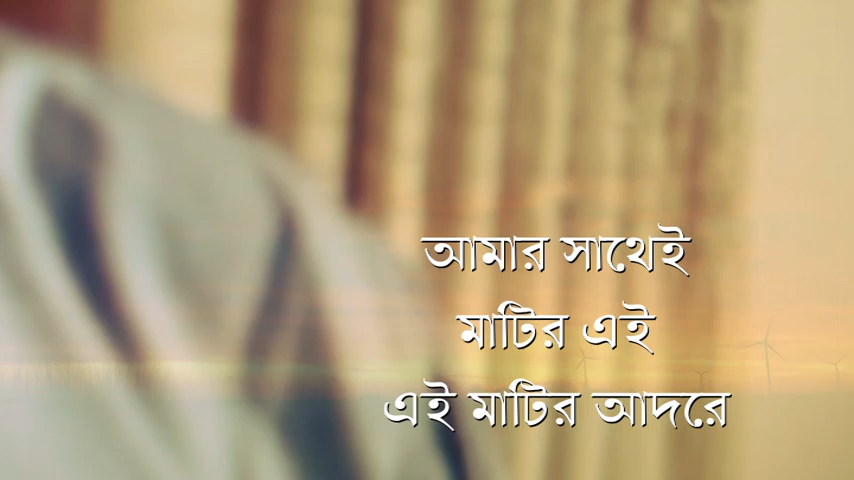 আমার সাথেই
মাটির এই
এই মাটির আদরে